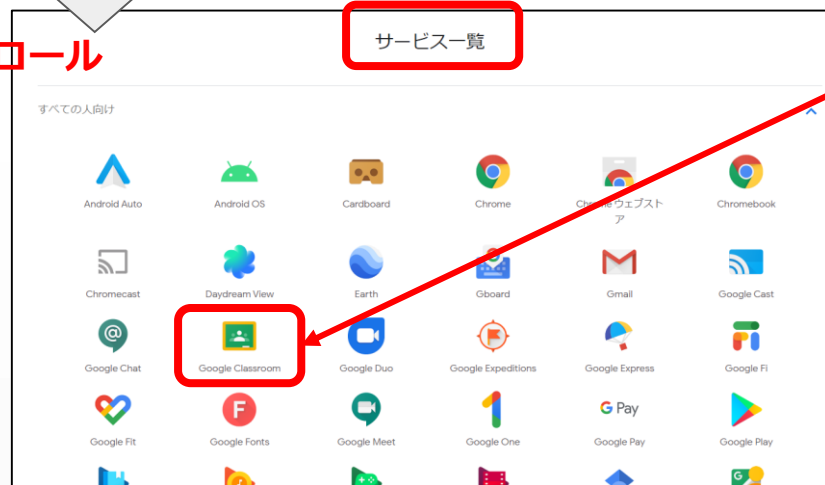 サービス一覧
ロール
すべての人向け
Android Auto
Android OS
Cardboard
Chrome
Chrome ウェブスト
ア
Chromebook
Chromecast
Daydream View
Earth
Gboard
Gmail
Google Cast
Google Chat
Google Classroom
Google Duo
Google Expeditions
Google Express
Google Fi
Google Fit
Google Fonts
Google Meet
Google One
G Pay
Google Pay
Google Play